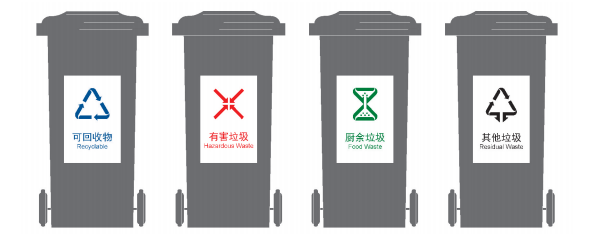 可回收物
Recyclable
有害垃圾
Hazardous Waste
厨余垃圾
Food Waste
其他垃圾
Residual Waste